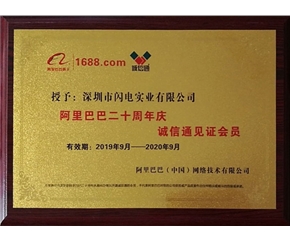 1688.com
诚信通
授予：深圳市闪电实业有限公司
阿里巴巴二十周年庆
诚信通见证会员
有效期：2019年9月——2020年9月
阿里巴巴（中国）网络技术有限公司